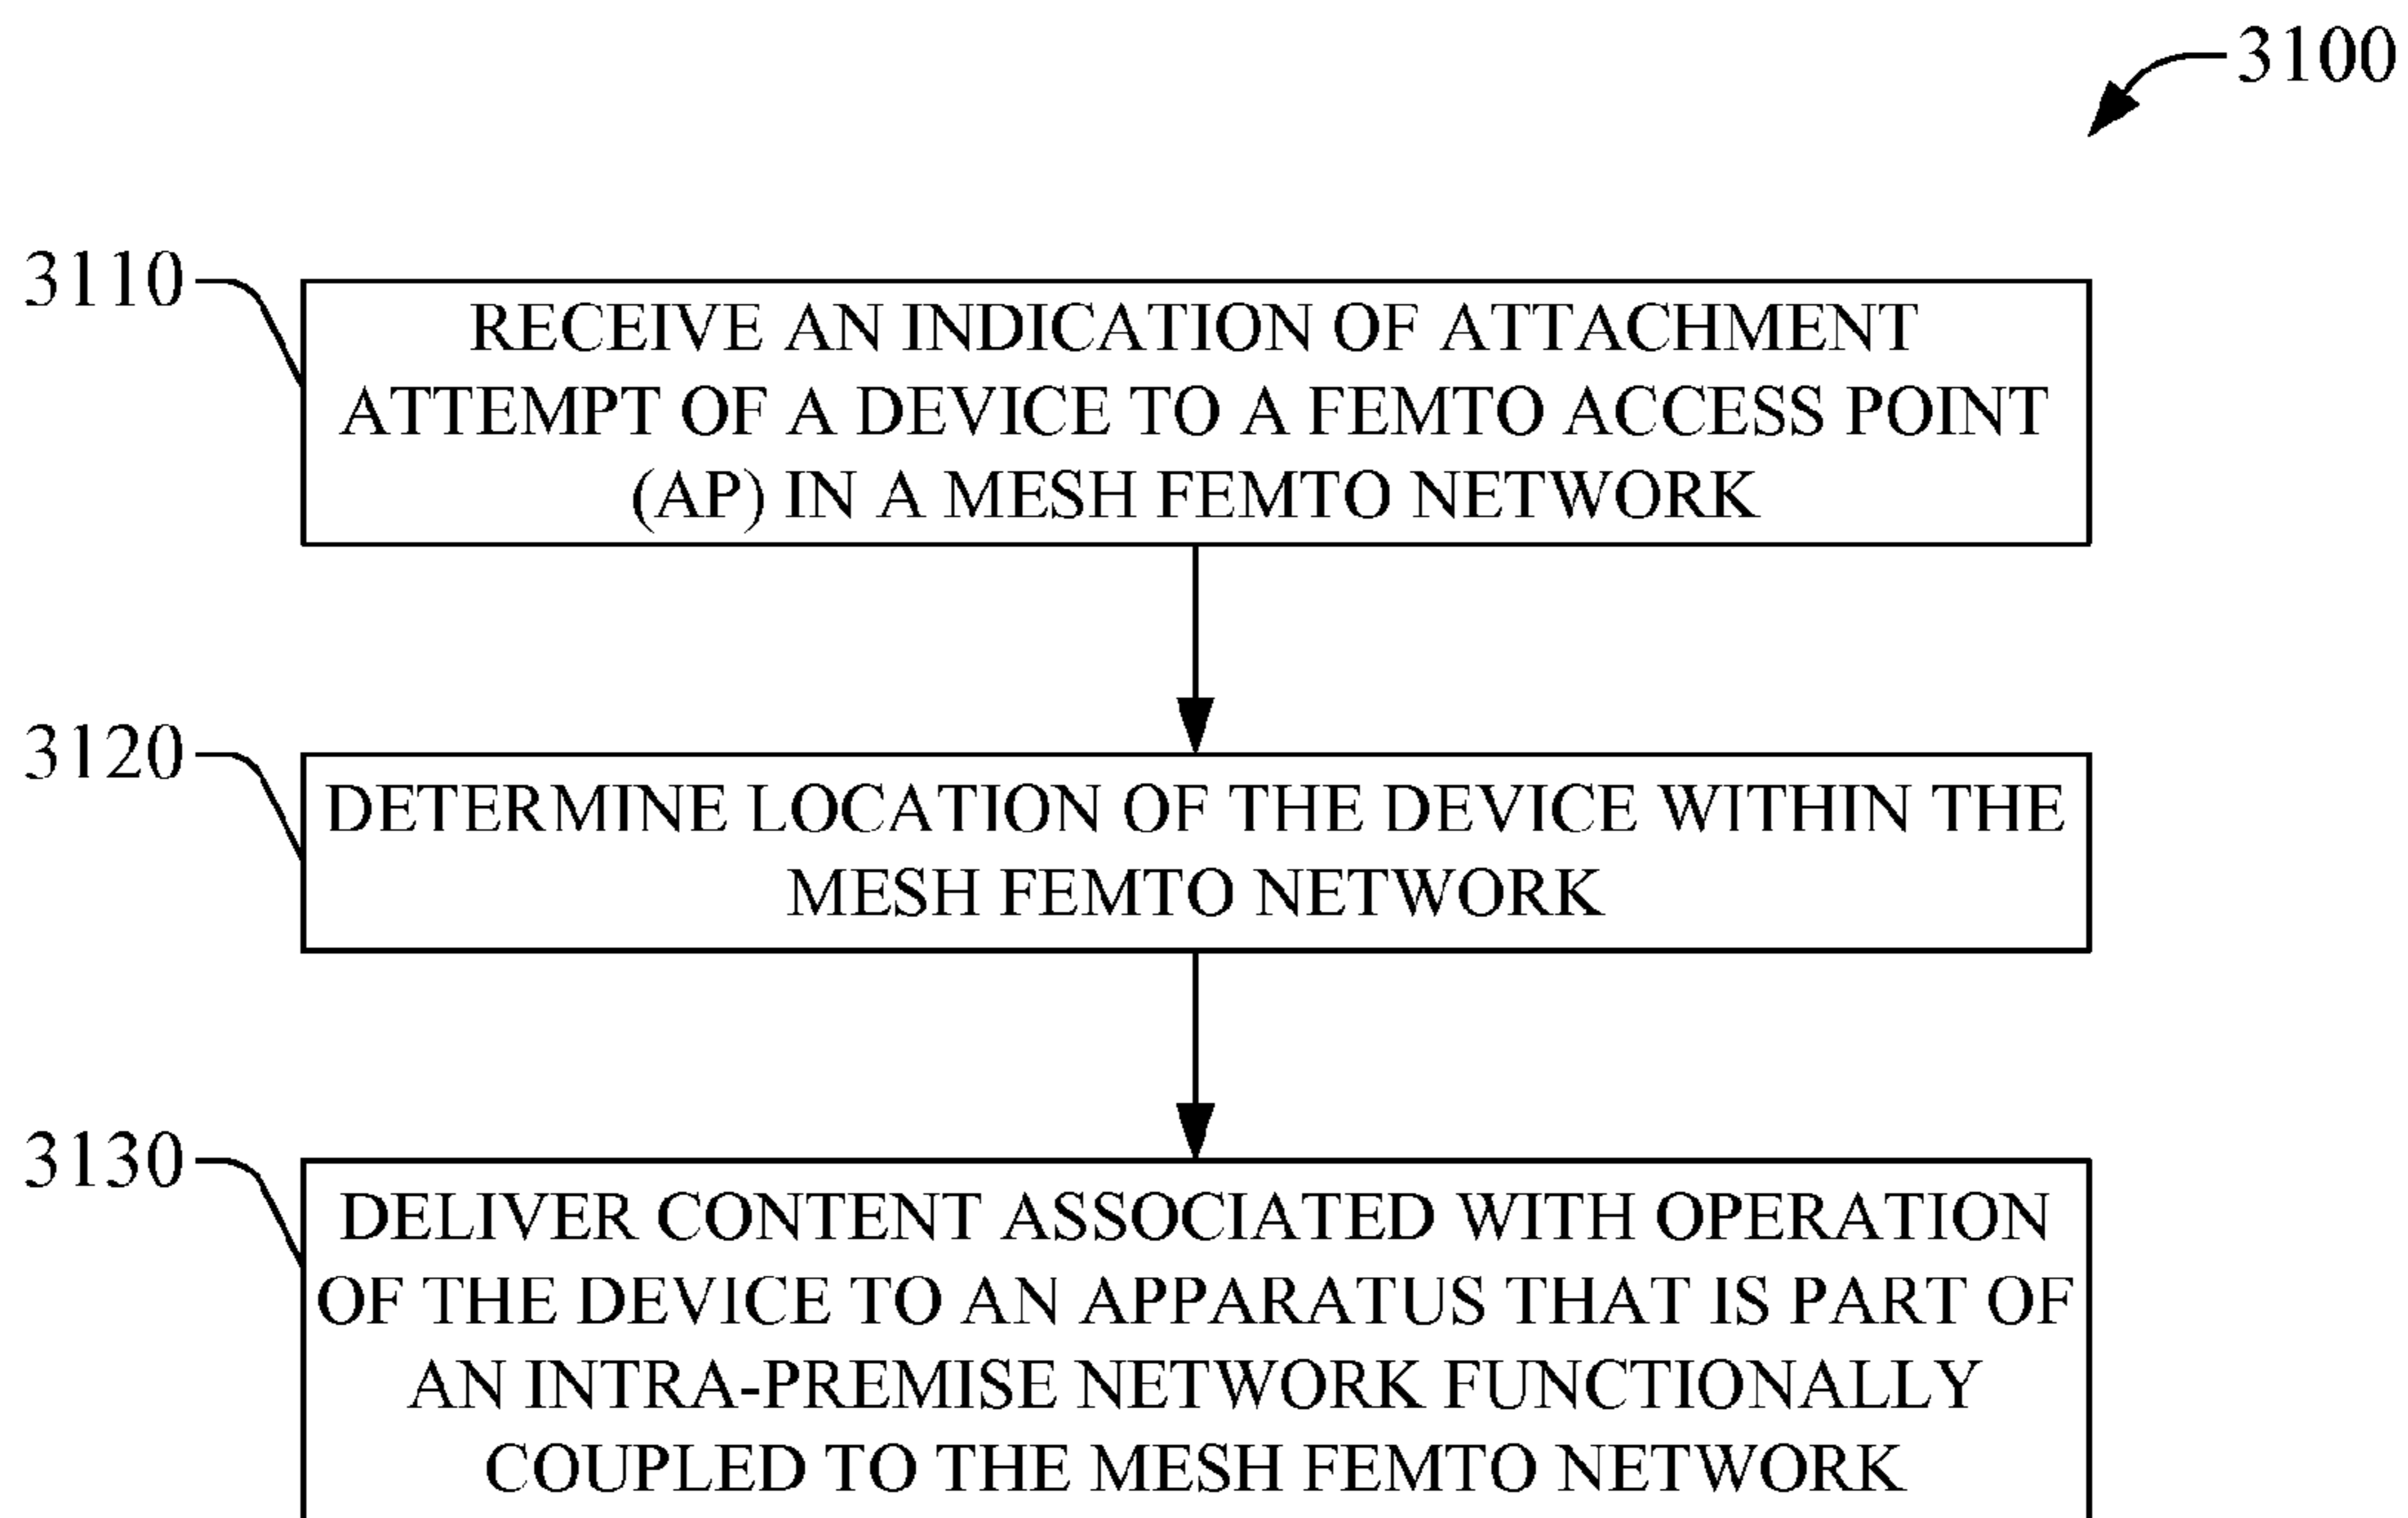 3100
3110
RECEIVE AN INDICATION OF ATTACHMENT
ATTEMPT OF A DEVICE TO A FEMTO ACCESS POINT
(AP) IN A MESH FEMTO NETWORK
3120
DETERMINE LOCATION OF THE DEVICE WITHIN THE
MESH FEMTO NETWORK
3130
DELIVER CONTENT ASSOCIATED WITH OPERATION
OF THE DEVICE TO AN APPARATUS THAT IS PART OF
AN INTRA-PREMISE NETWORK FUNCTIONALLY
COUPLED TO THE MESH FEMTO NETWORK